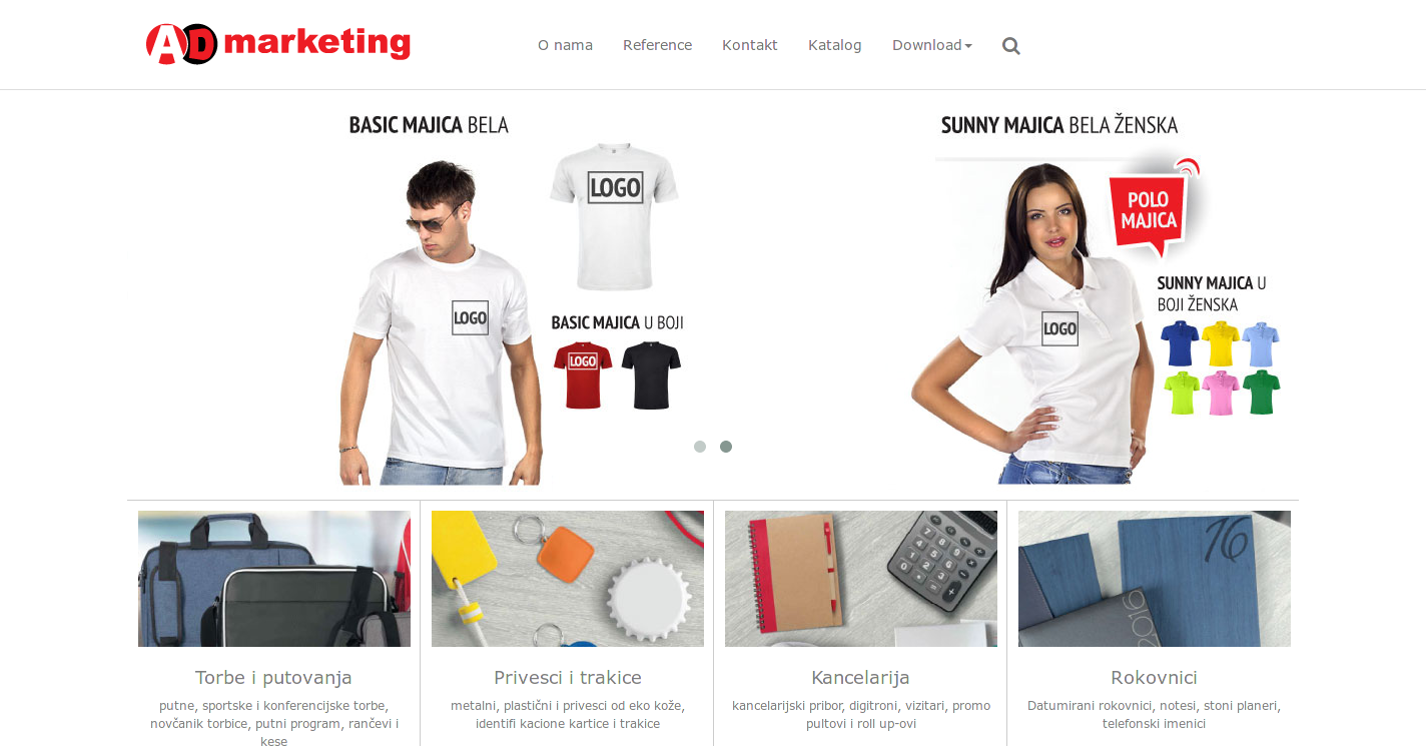 AD marketing
O nama
Reference
Kontakt
Katalog
Download
BASIC MAJICA BELA
LOGO
LOGO
BASIC MAJICA U BOJI
LOGO
SUNNY MAJICA BELA ŽENSKA
POLO
MAJICA
LOGO
SUNNY MAJICA U
BOJI ŽENSKA
16
2016
Torbe i putovanja
putne, sportske i konferencijske torbe,
novčanik torbice, putni program, rančevi i
kese
Privesci i trakice
metalni, plastični i privesci od eko kože,
identifi kacione kartice i trakice
Kancelarija
kancelarijski pribor, digitroni, vizitari, promo
pultovi i roll up-ovi
Rokovnici
Datumirani rokovnici, notesi, stoni planeri,
telefonski imenici